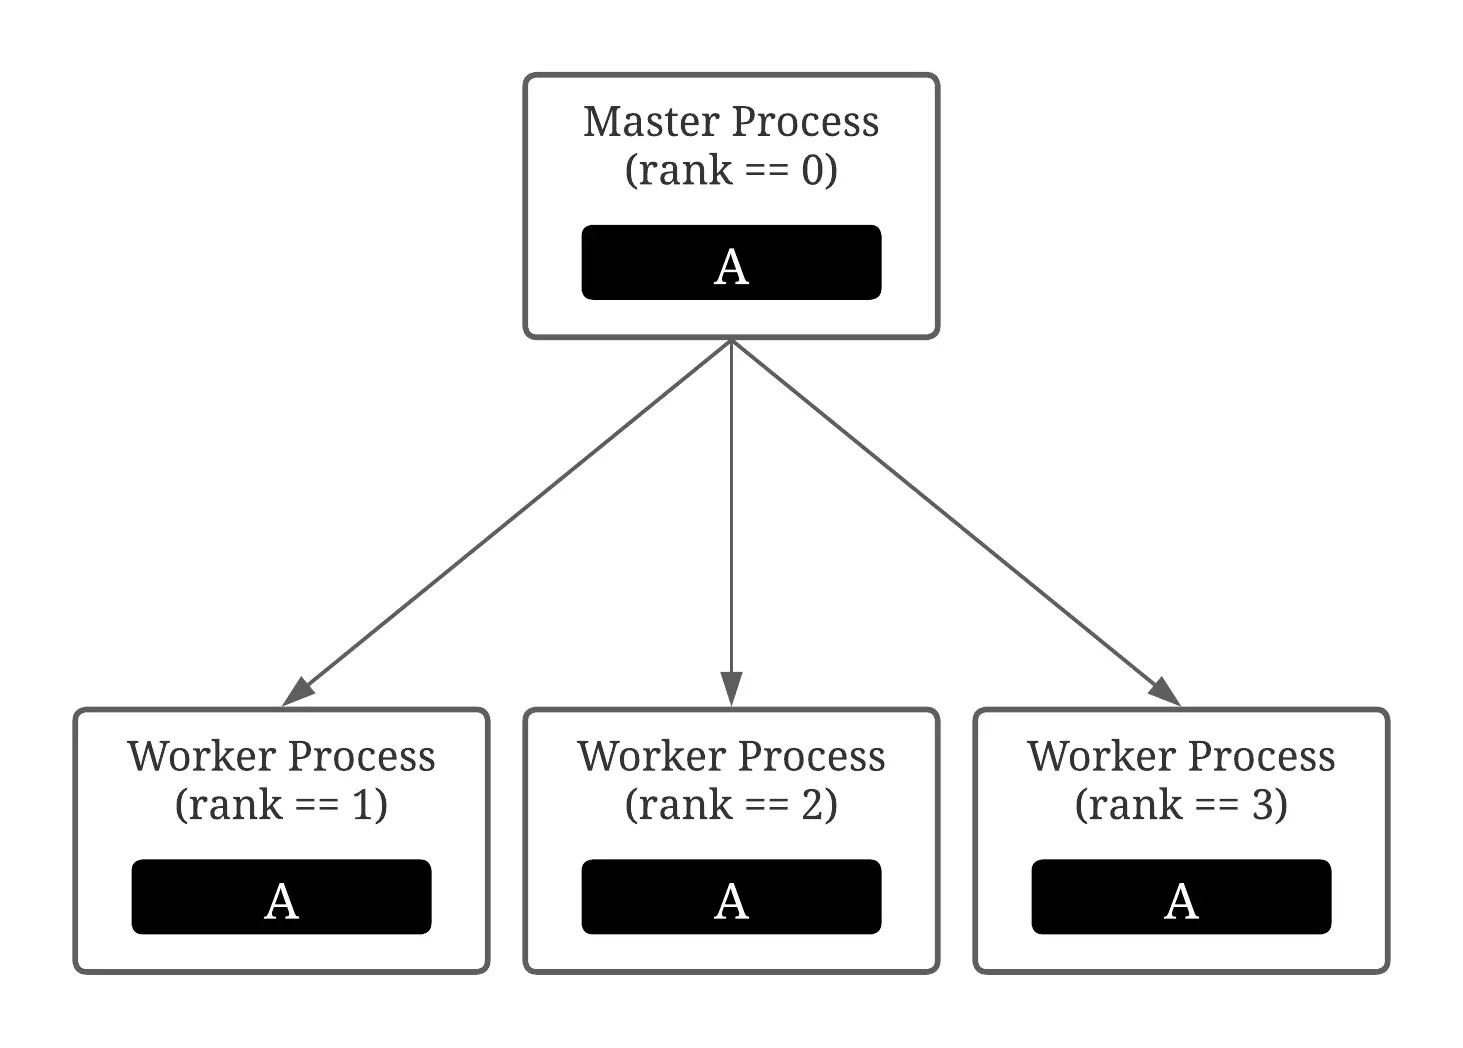 Master Process
(rank == 0)
A
Worker Process
(rank == 1)
A
Worker Process
(rank == 2)
A
Worker Process
(rank == 3)
A